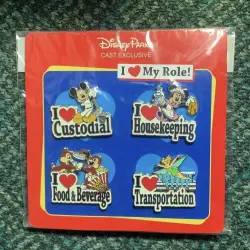 Disney Parks
CAST EXCLUSIVE
I ❤ My Role!
I ❤
Custodial
I ❤
Housekeeping
I ❤
Food & Beverage
I ❤
Transportation